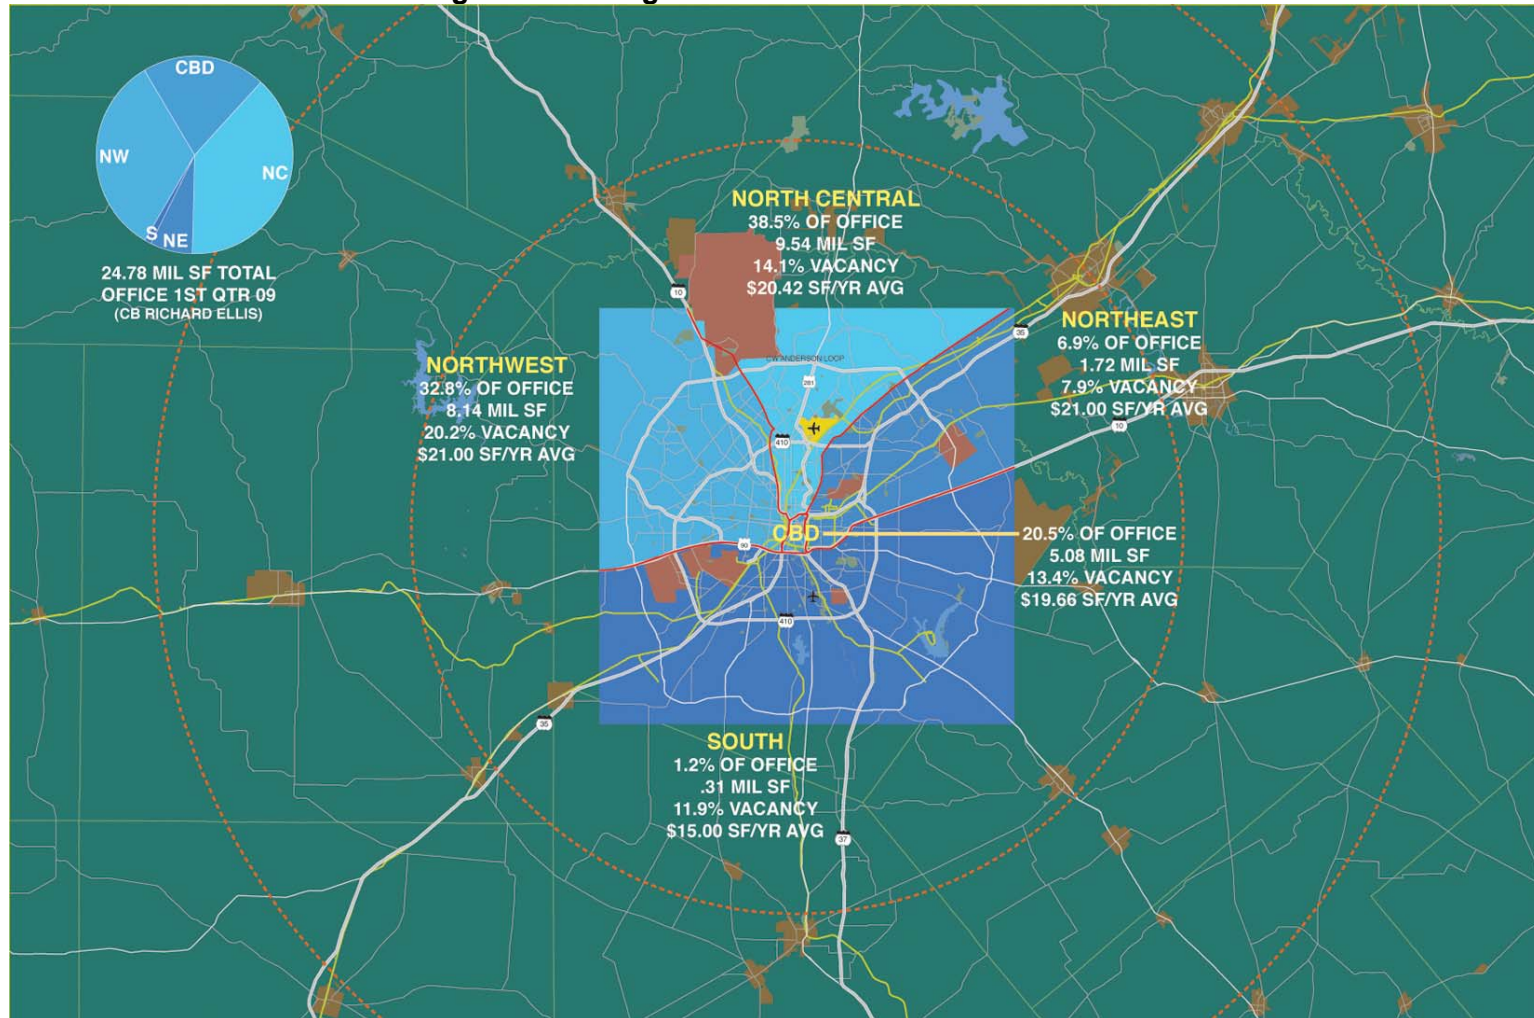 CBD
NW
NC
S
NE
24.78 MIL SF TOTAL
OFFICE 1ST QTR 09
(CB RICHARD ELLIS)
NORTH CENTRAL
38.5% OF OFFICE
9.54 MIL SF
14.1% VACANCY
$20.42 SF/YR AVG
10
35
NORTHEAST
6.9% OF OFFICE
1.72 MIL SF
7.9% VACANCY
$21.00 SF/YR AVG
10
NORTHWEST
32.8% OF OFFICE
8.14 MIL SF
20.2% VACANCY
$21.00 SF/YR AVG
CW ANDERSON LOOP
281
410
CBD
90
20.5% OF OFFICE
5.08 MIL SF
13.4% VACANCY
$19.66 SF/YR AVG
410
35
SOUTH
1.2% OF OFFICE
.31 MIL SF
11.9% VACANCY
$15.00 SF/YR AVG
37